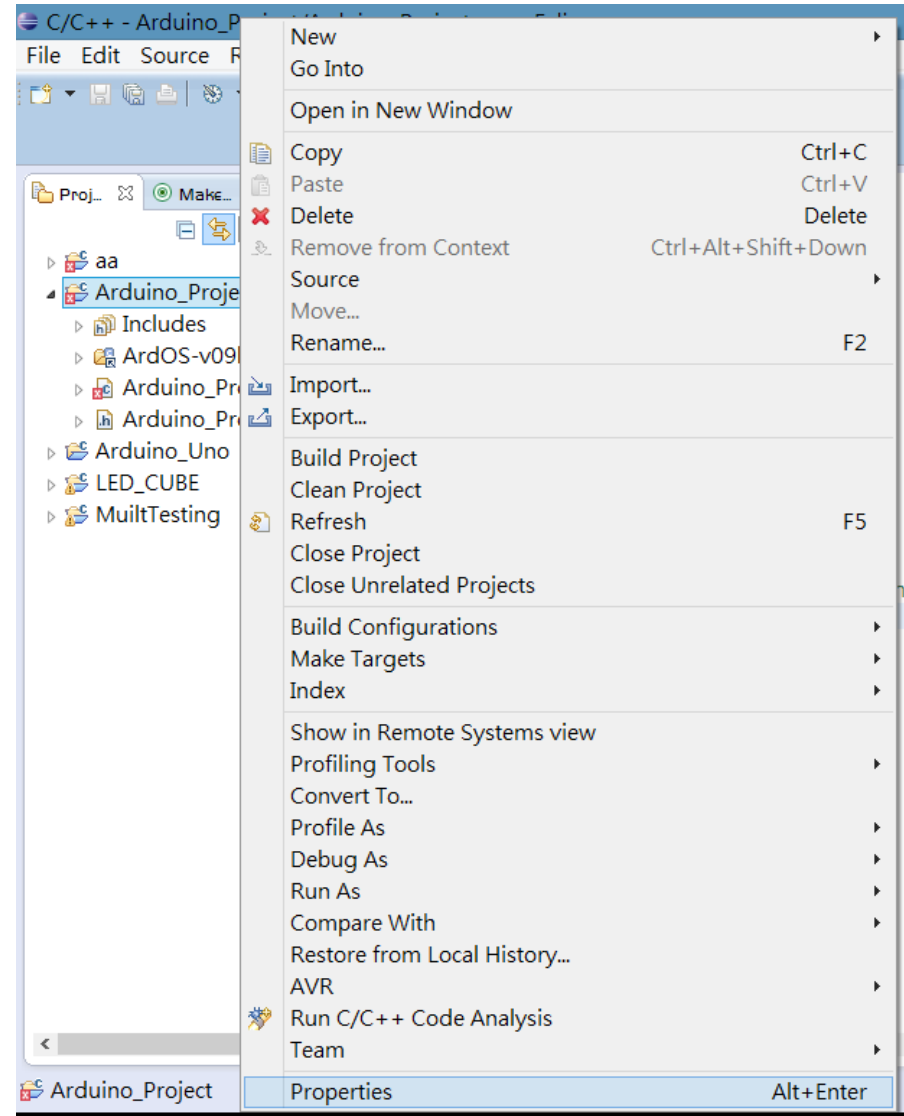 C/C++ - Arduino_P
File Edit Source R
Proj... Make...
aa
Arduino_Proje
Includes
ArdOS-v09
Arduino_Pr
Arduino_Pr
Arduino_Uno
LED_CUBE
MuiltTesting
Arduino_Project
New
Go Into
Open in New Window
Copy Ctrl+C
Paste Ctrl+V
Delete Delete
Remove from Context Ctrl+Alt+Shift+Down
Source
Move...
Rename... F2
Import...
Export...
Build Project
Clean Project
Refresh F5
Close Project
Close Unrelated Projects
Build Configurations
Make Targets
Index
Show in Remote Systems view
Profiling Tools
Convert To...
Profile As
Debug As
Run As
Compare With
Restore from Local History...
AVR
Run C/C++ Code Analysis
Team
Properties Alt+Enter